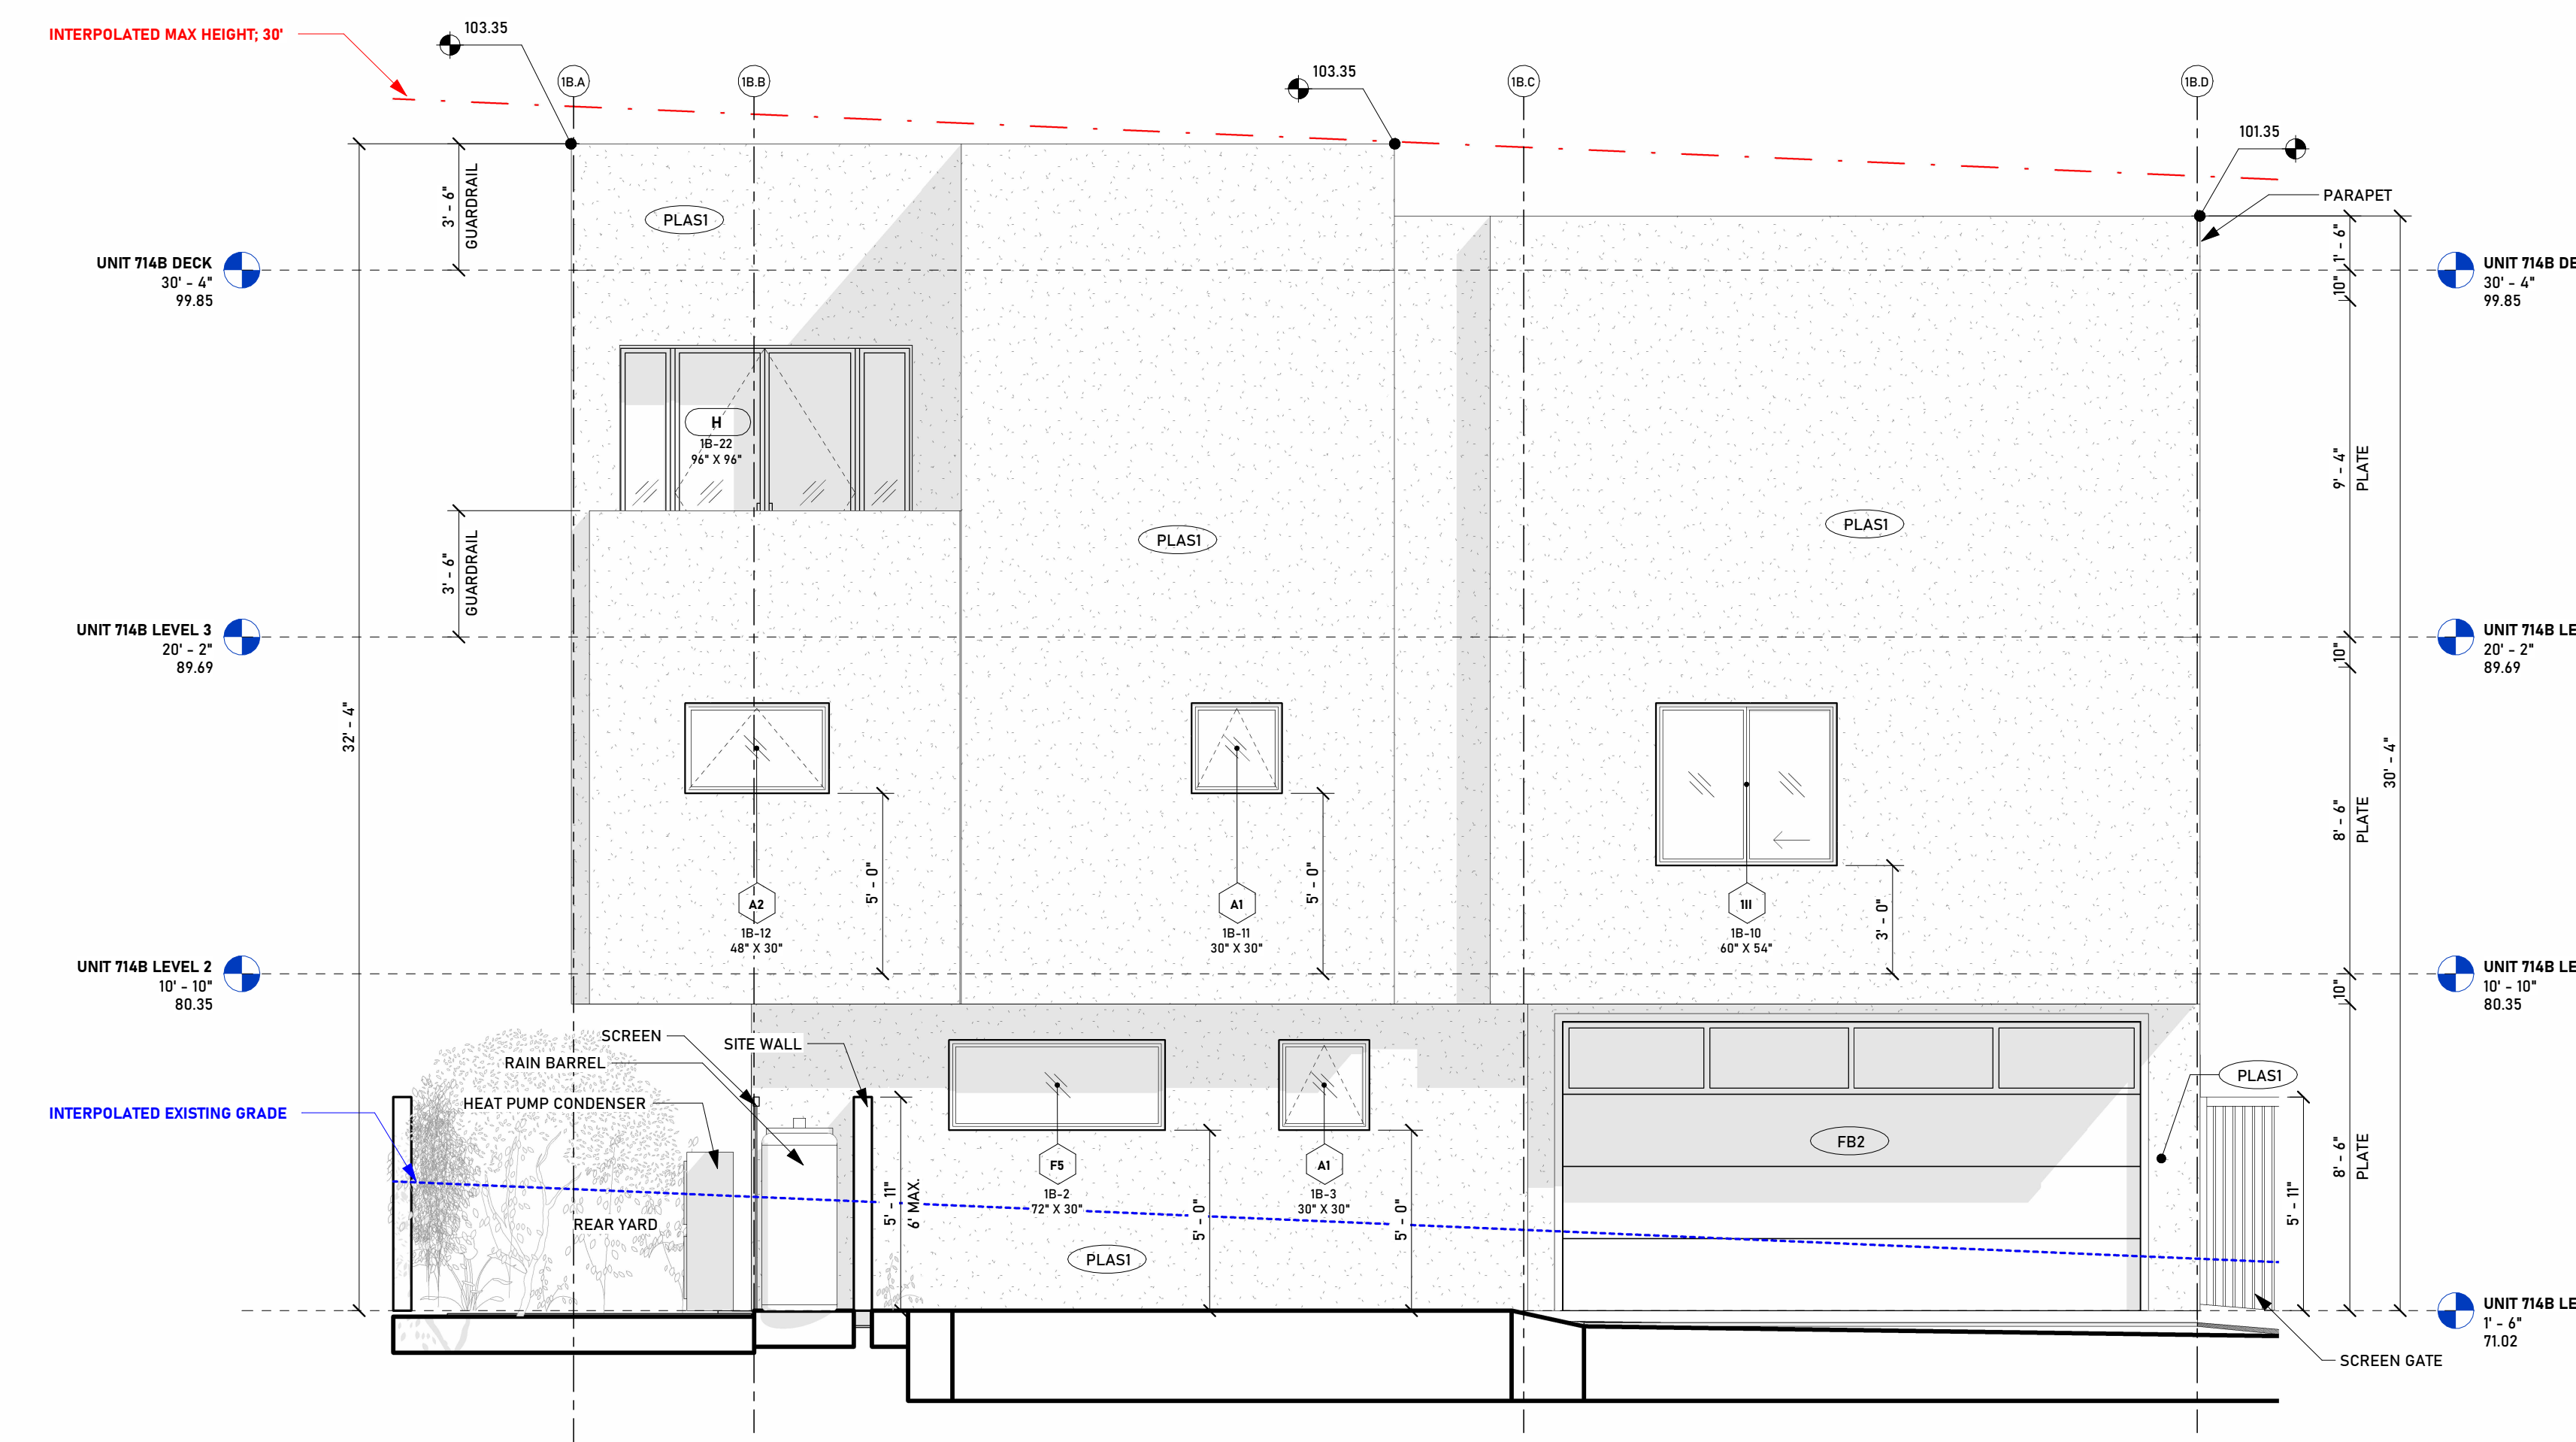 INTERPOLATED MAX HEIGHT; 30'
103.35
103.35
1B.A
1B.B
1B.C
1B.D
101.35
PARAPET
3' - 6"
GUARDRAIL
PLAS1
1' - 6"
10"
UNIT 714B DECK
30' - 4"
99.85
UNIT 714B DE
30' - 4"
99.85
H
1B-22
96" X 96"
9' - 4"
PLATE
PLAS1
PLAS1
3' - 6"
GUARDRAIL
UNIT 714B LEVEL 3
20' - 2"
89.69
UNIT 714B LE
20' - 2"
89.69
10"
32' - 4"
30' - 4"
8' - 6"
PLATE
5' - 0"
5' - 0"
3' - 0"
A2
1B-12
48" X 30"
A1
1B-11
30" X 30"
1II
1B-10
60" X 54"
UNIT 714B LEVEL 2
10' - 10"
80.35
UNIT 714B LE
10' - 10"
80.35
10"
SCREEN
SITE WALL
RAIN BARREL
HEAT PUMP CONDENSER
INTERPOLATED EXISTING GRADE
PLAS1
FB2
8' - 6"
PLATE
F5
1B-2
72" X 30"
A1
1B-3
30" X 30"
5' - 11"
6' MAX.
5' - 0"
5' - 0"
5' - 11"
REAR YARD
PLAS1
UNIT 714B LE
1' - 6"
71.02
SCREEN GATE